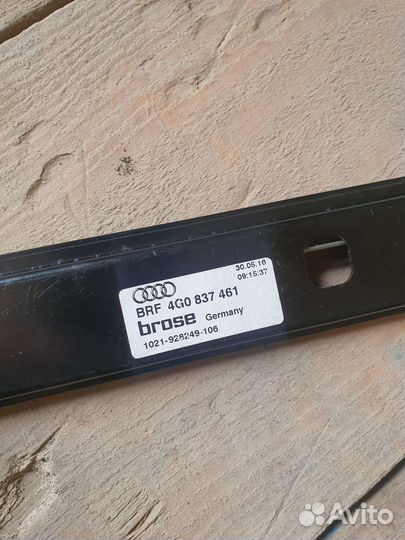 30.05.16
09:15:37
BRF 4G0 837 461
brose Germany
1021-928249-106
Avito